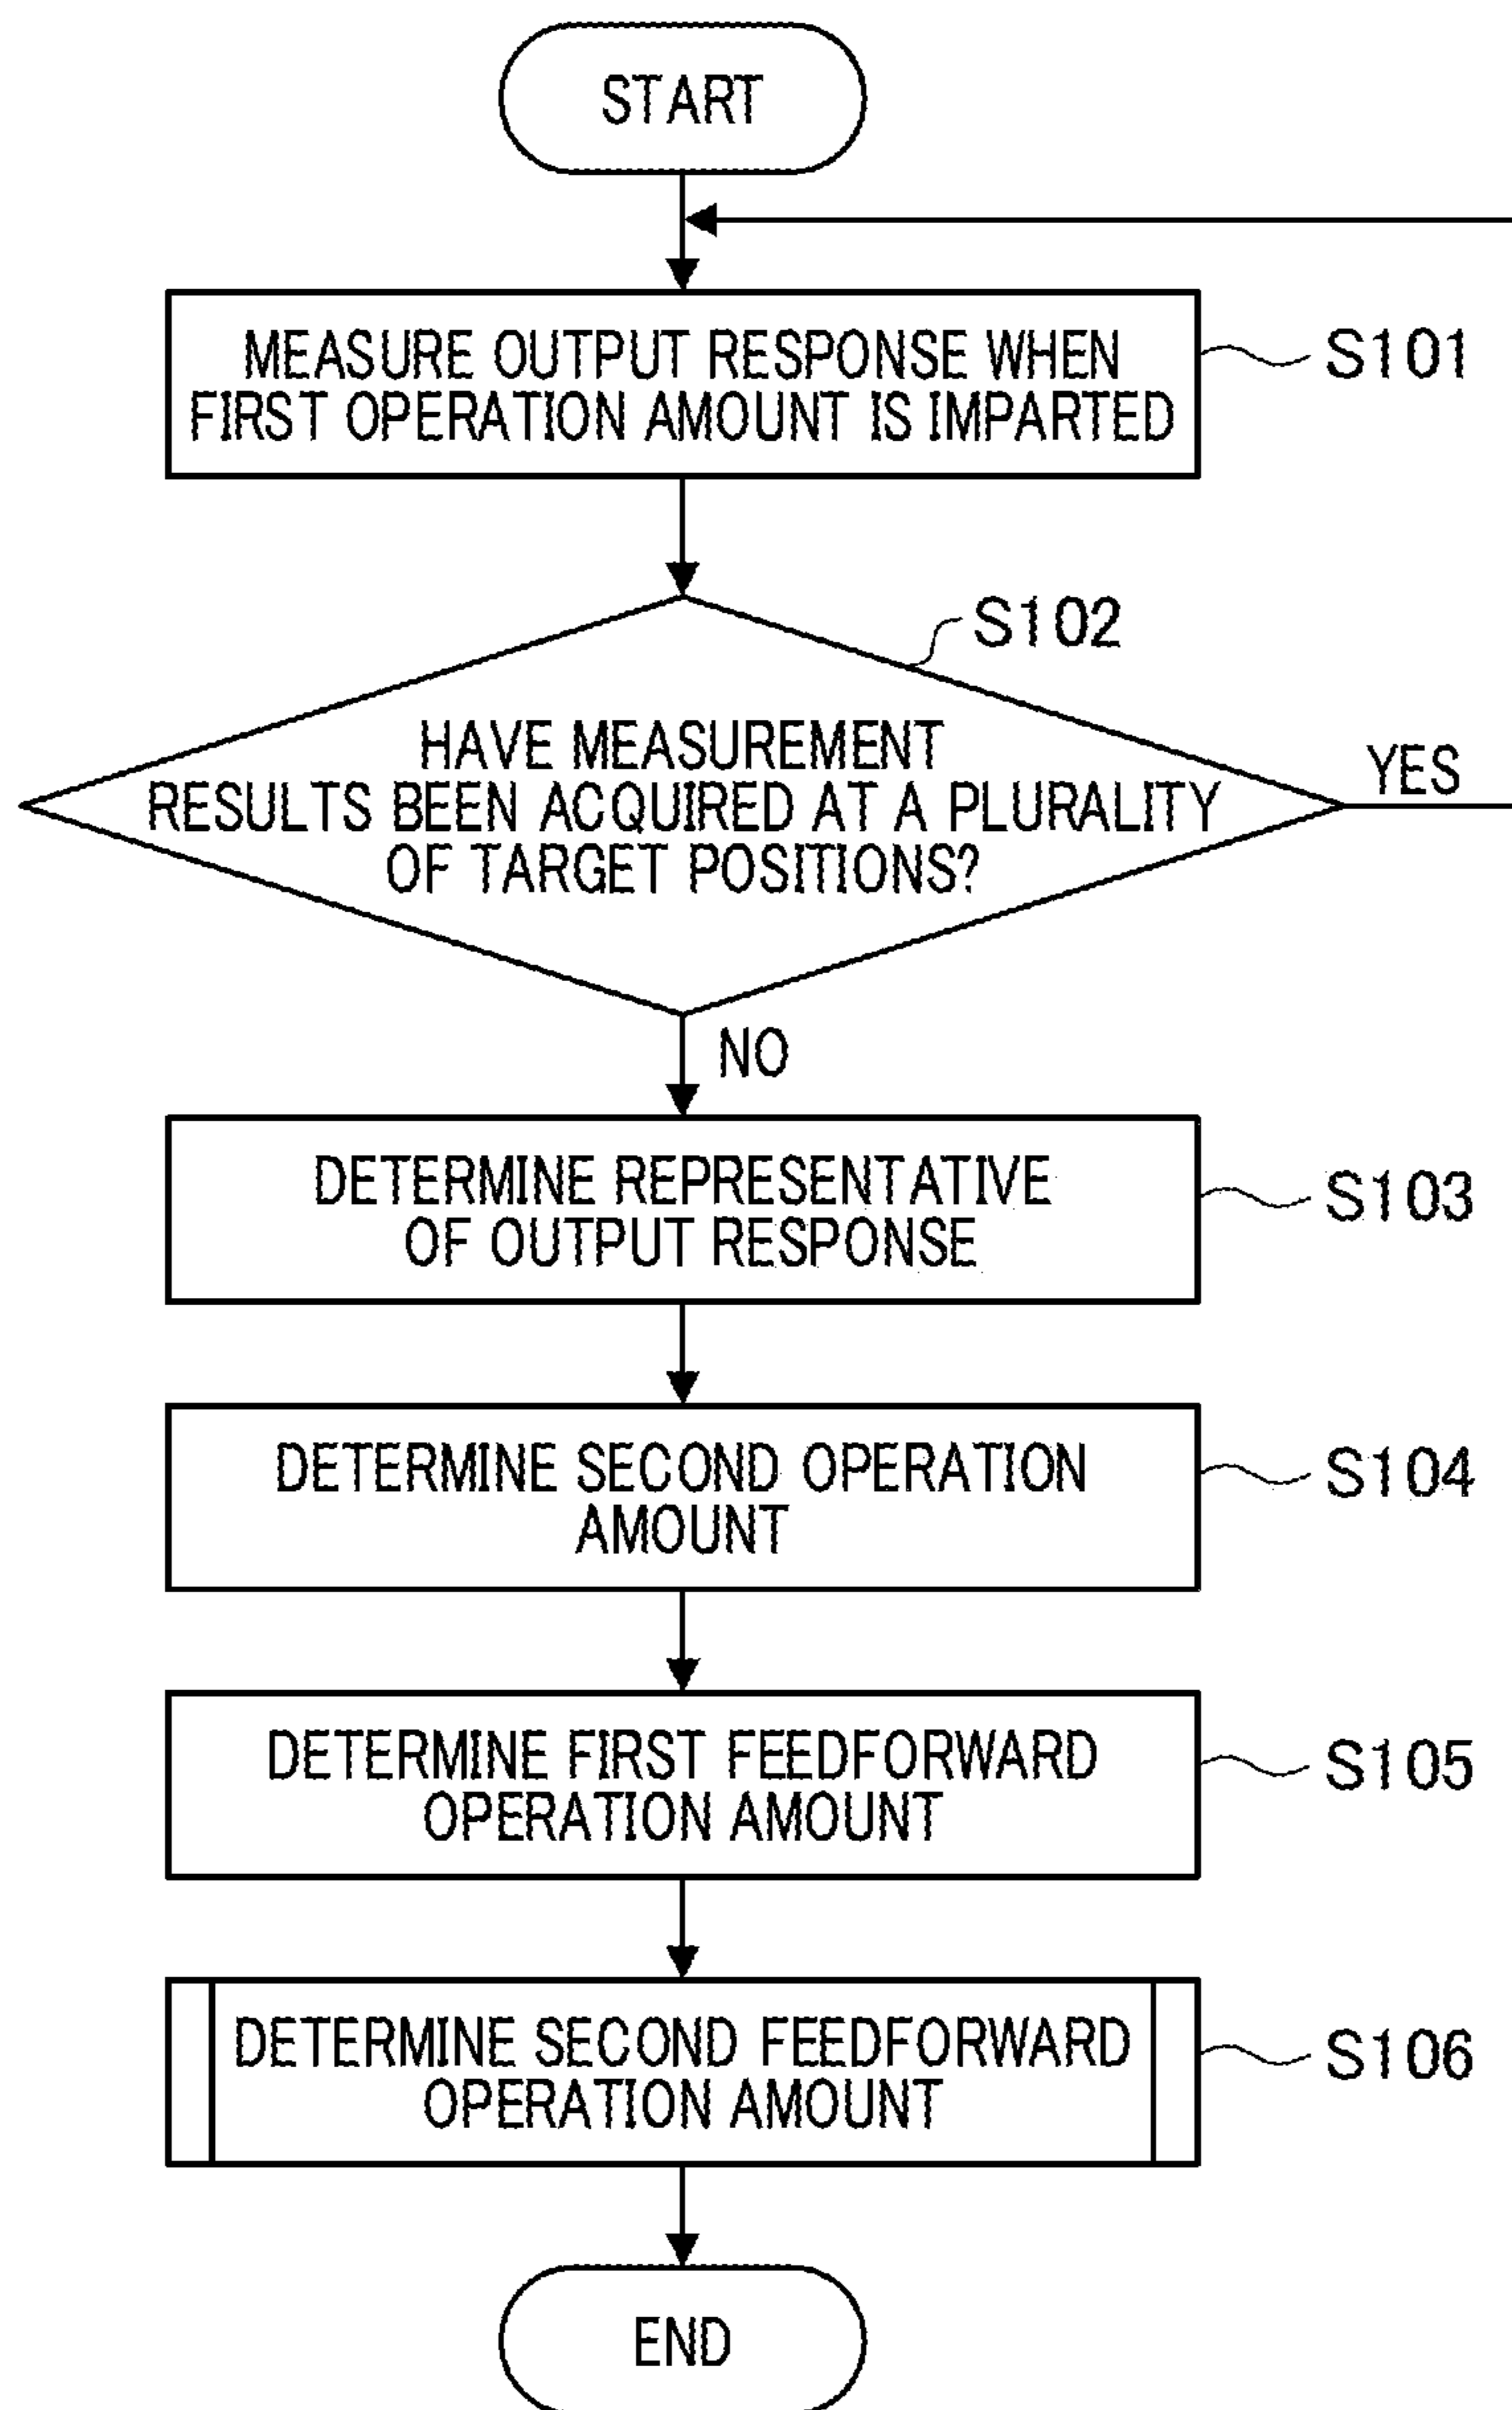 START
MEASURE OUTPUT RESPONSE WHEN
FIRST OPERATION AMOUNT IS IMPARTED
S101
S102
HAVE MEASUREMENT
RESULTS BEEN ACQUIRED AT A PLURALITY
OF TARGET POSITIONS?
YES
NO
DETERMINE REPRESENTATIVE
OF OUTPUT RESPONSE
S103
DETERMINE SECOND OPERATION
AMOUNT
S104
DETERMINE FIRST FEEDFORWARD
OPERATION AMOUNT
S105
DETERMINE SECOND FEEDFORWARD
OPERATION AMOUNT
S106
END